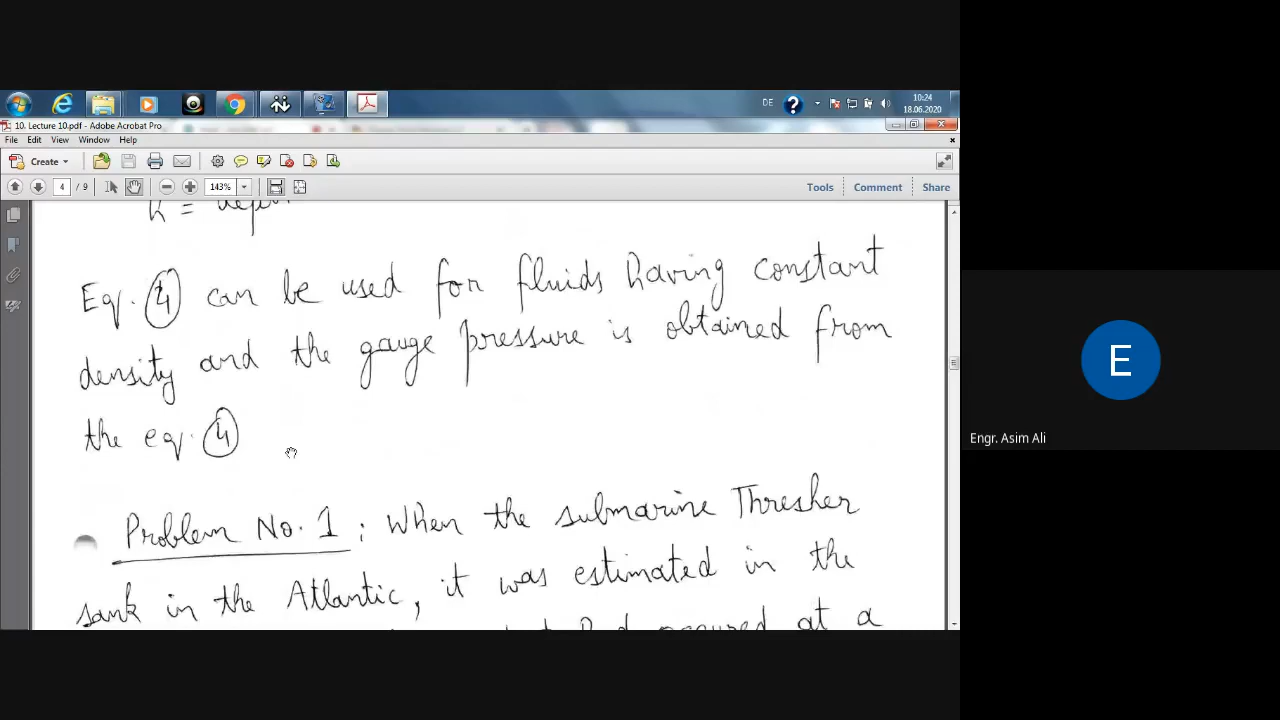 DE
10:24
18.06.2020
10. Lecture 10.pdf - Adobe Acrobat Pro
File Edit View Window Help
Create
4 / 9 143% Tools Comment Share
h =
Eq. 4 can be used for fluids having constant
density and the gauge pressure is obtained from
the eq. 4
Problem No. 1 : When the submarine Thresher
sank in the Atlantic, it was estimated in the
at a
E
Engr. Asim Ali